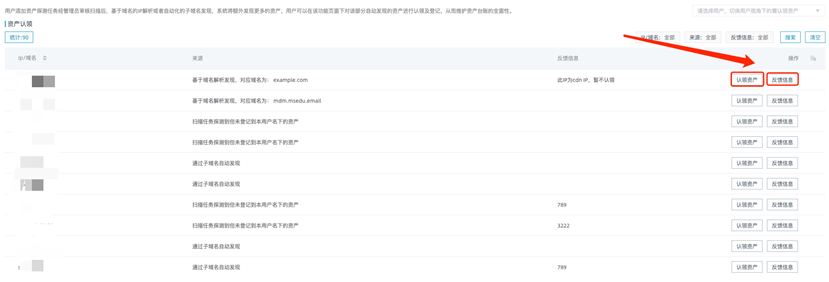 用户添加资产探测任务经管理员审核扫描后，基于域名的IP解析或者自动化的子域名发现，系统将额外发现更多的资产，用户可以在该功能页面下对该部分自动发现的资产进行认领及登记，从而维护资产台账的全面性。
请选择用户，切换用户视角下的需认领资产
资产认领
统计:90
ip/域名： 全部
来源： 全部
反馈信息： 全部
搜索
清空
ip/域名
来源
反馈信息
操作
基于域名解析发现，对应域名为： example.com
此IP为cdn IP，暂不认领
认领资产
反馈信息
基于域名解析发现，对应域名为： mdm.msedu.email
认领资产
反馈信息
扫描任务探测到但未登记到本用户名下的资产
认领资产
反馈信息
扫描任务探测到但未登记到本用户名下的资产
认领资产
反馈信息
通过子域名自动发现
认领资产
反馈信息
通过子域名自动发现
认领资产
反馈信息
扫描任务探测到但未登记到本用户名下的资产
789
认领资产
反馈信息
扫描任务探测到但未登记到本用户名下的资产
3222
认领资产
反馈信息
通过子域名自动发现
认领资产
反馈信息
通过子域名自动发现
789
认领资产
反馈信息